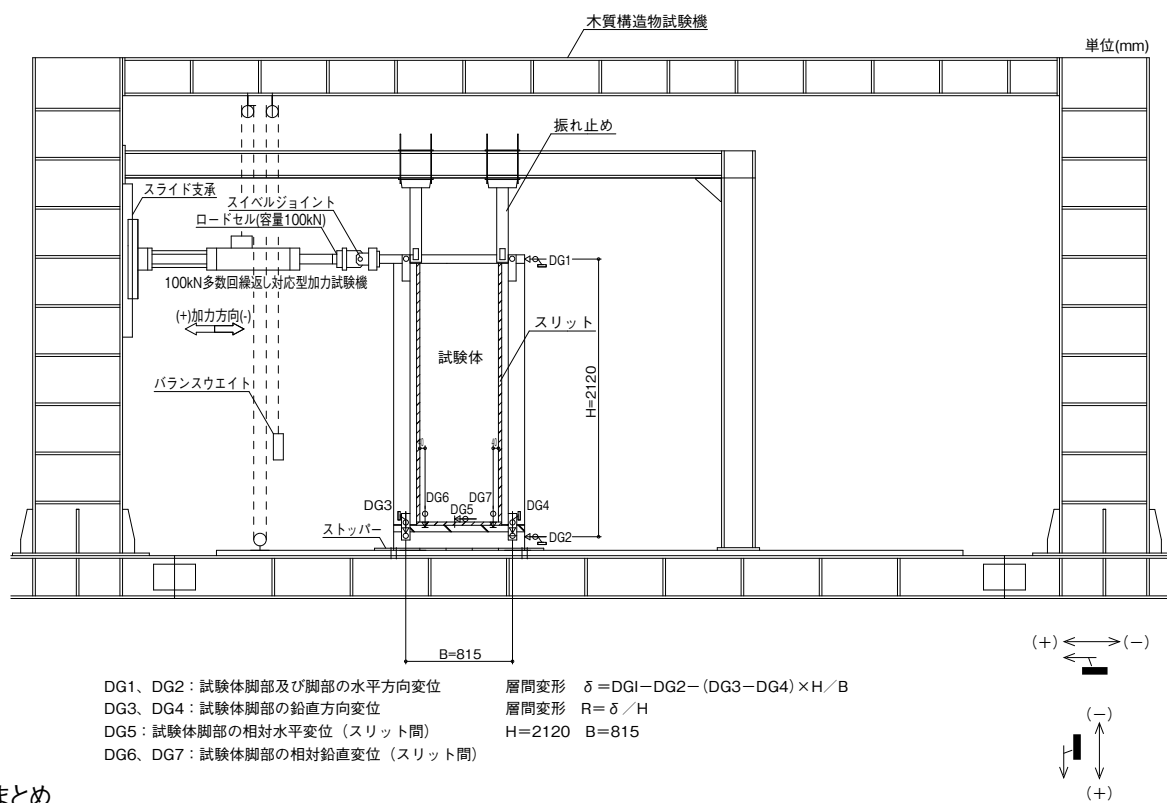 木質構造物試験機
単位(mm)
振れ止め
スライド支承
スイベルジョイント
ロードセル(容量100kN)
DG1
100kN多数回繰返し対応型加力試験機
(+)加力方向(-)
スリット
試験体
H=2120
バランスウエイト
DG3
DG6
DG7
DG4
DG5
ストッパー
DG2
B=815
(+)
(-)
DG1、DG2：試験体脚部及び脚部の水平方向変位
層間変形 δ=DGI-DG2-(DG3-DG4)×H/B
DG3、DG4：試験体脚部の鉛直方向変位
層間変形 R=δ/H
DG5：試験体脚部の相対水平変位（スリット間）
H=2120 B=815
DG6、DG7：試験体脚部の相対鉛直変位（スリット間）
(-)
(+)
まとめ